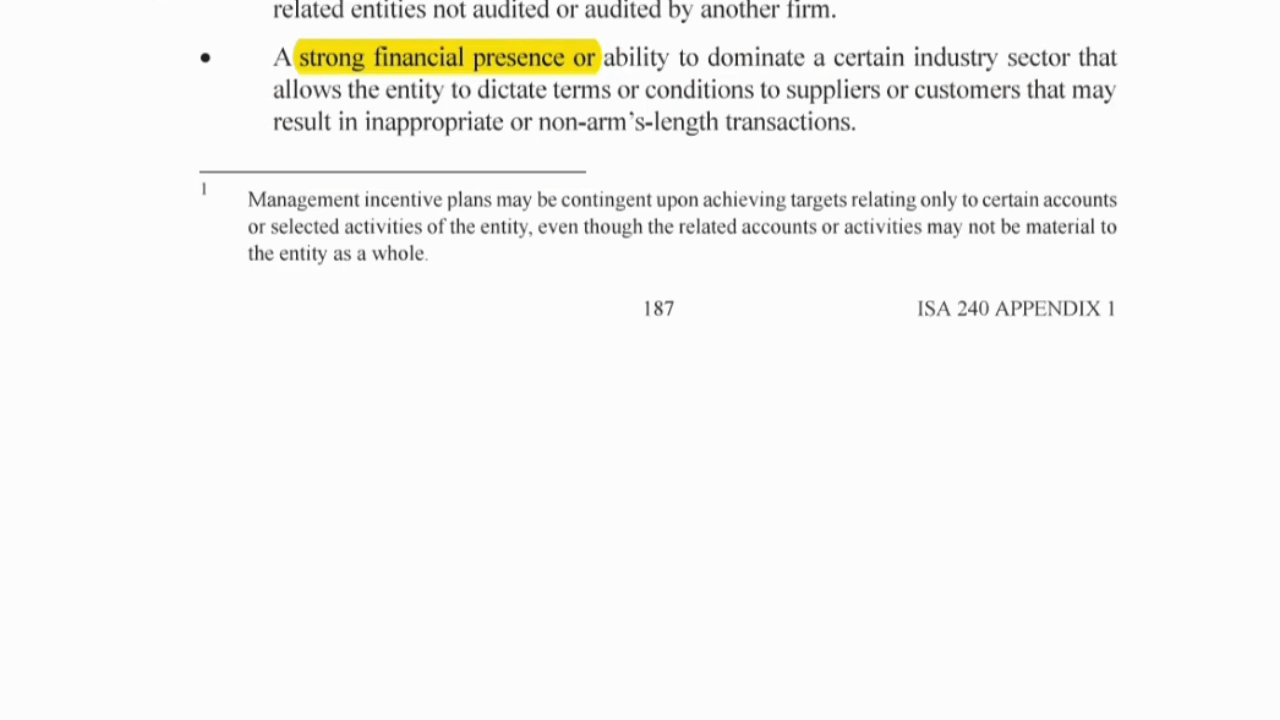 related entities not audited or audited by another firm.
• A strong financial presence or ability to dominate a certain industry sector that
allows the entity to dictate terms or conditions to suppliers or customers that may
result in inappropriate or non-arm’s-length transactions.
1 Management incentive plans may be contingent upon achieving targets relating only to certain accounts
or selected activities of the entity, even though the related accounts or activities may not be material to
the entity as a whole.
187 ISA 240 APPENDIX 1